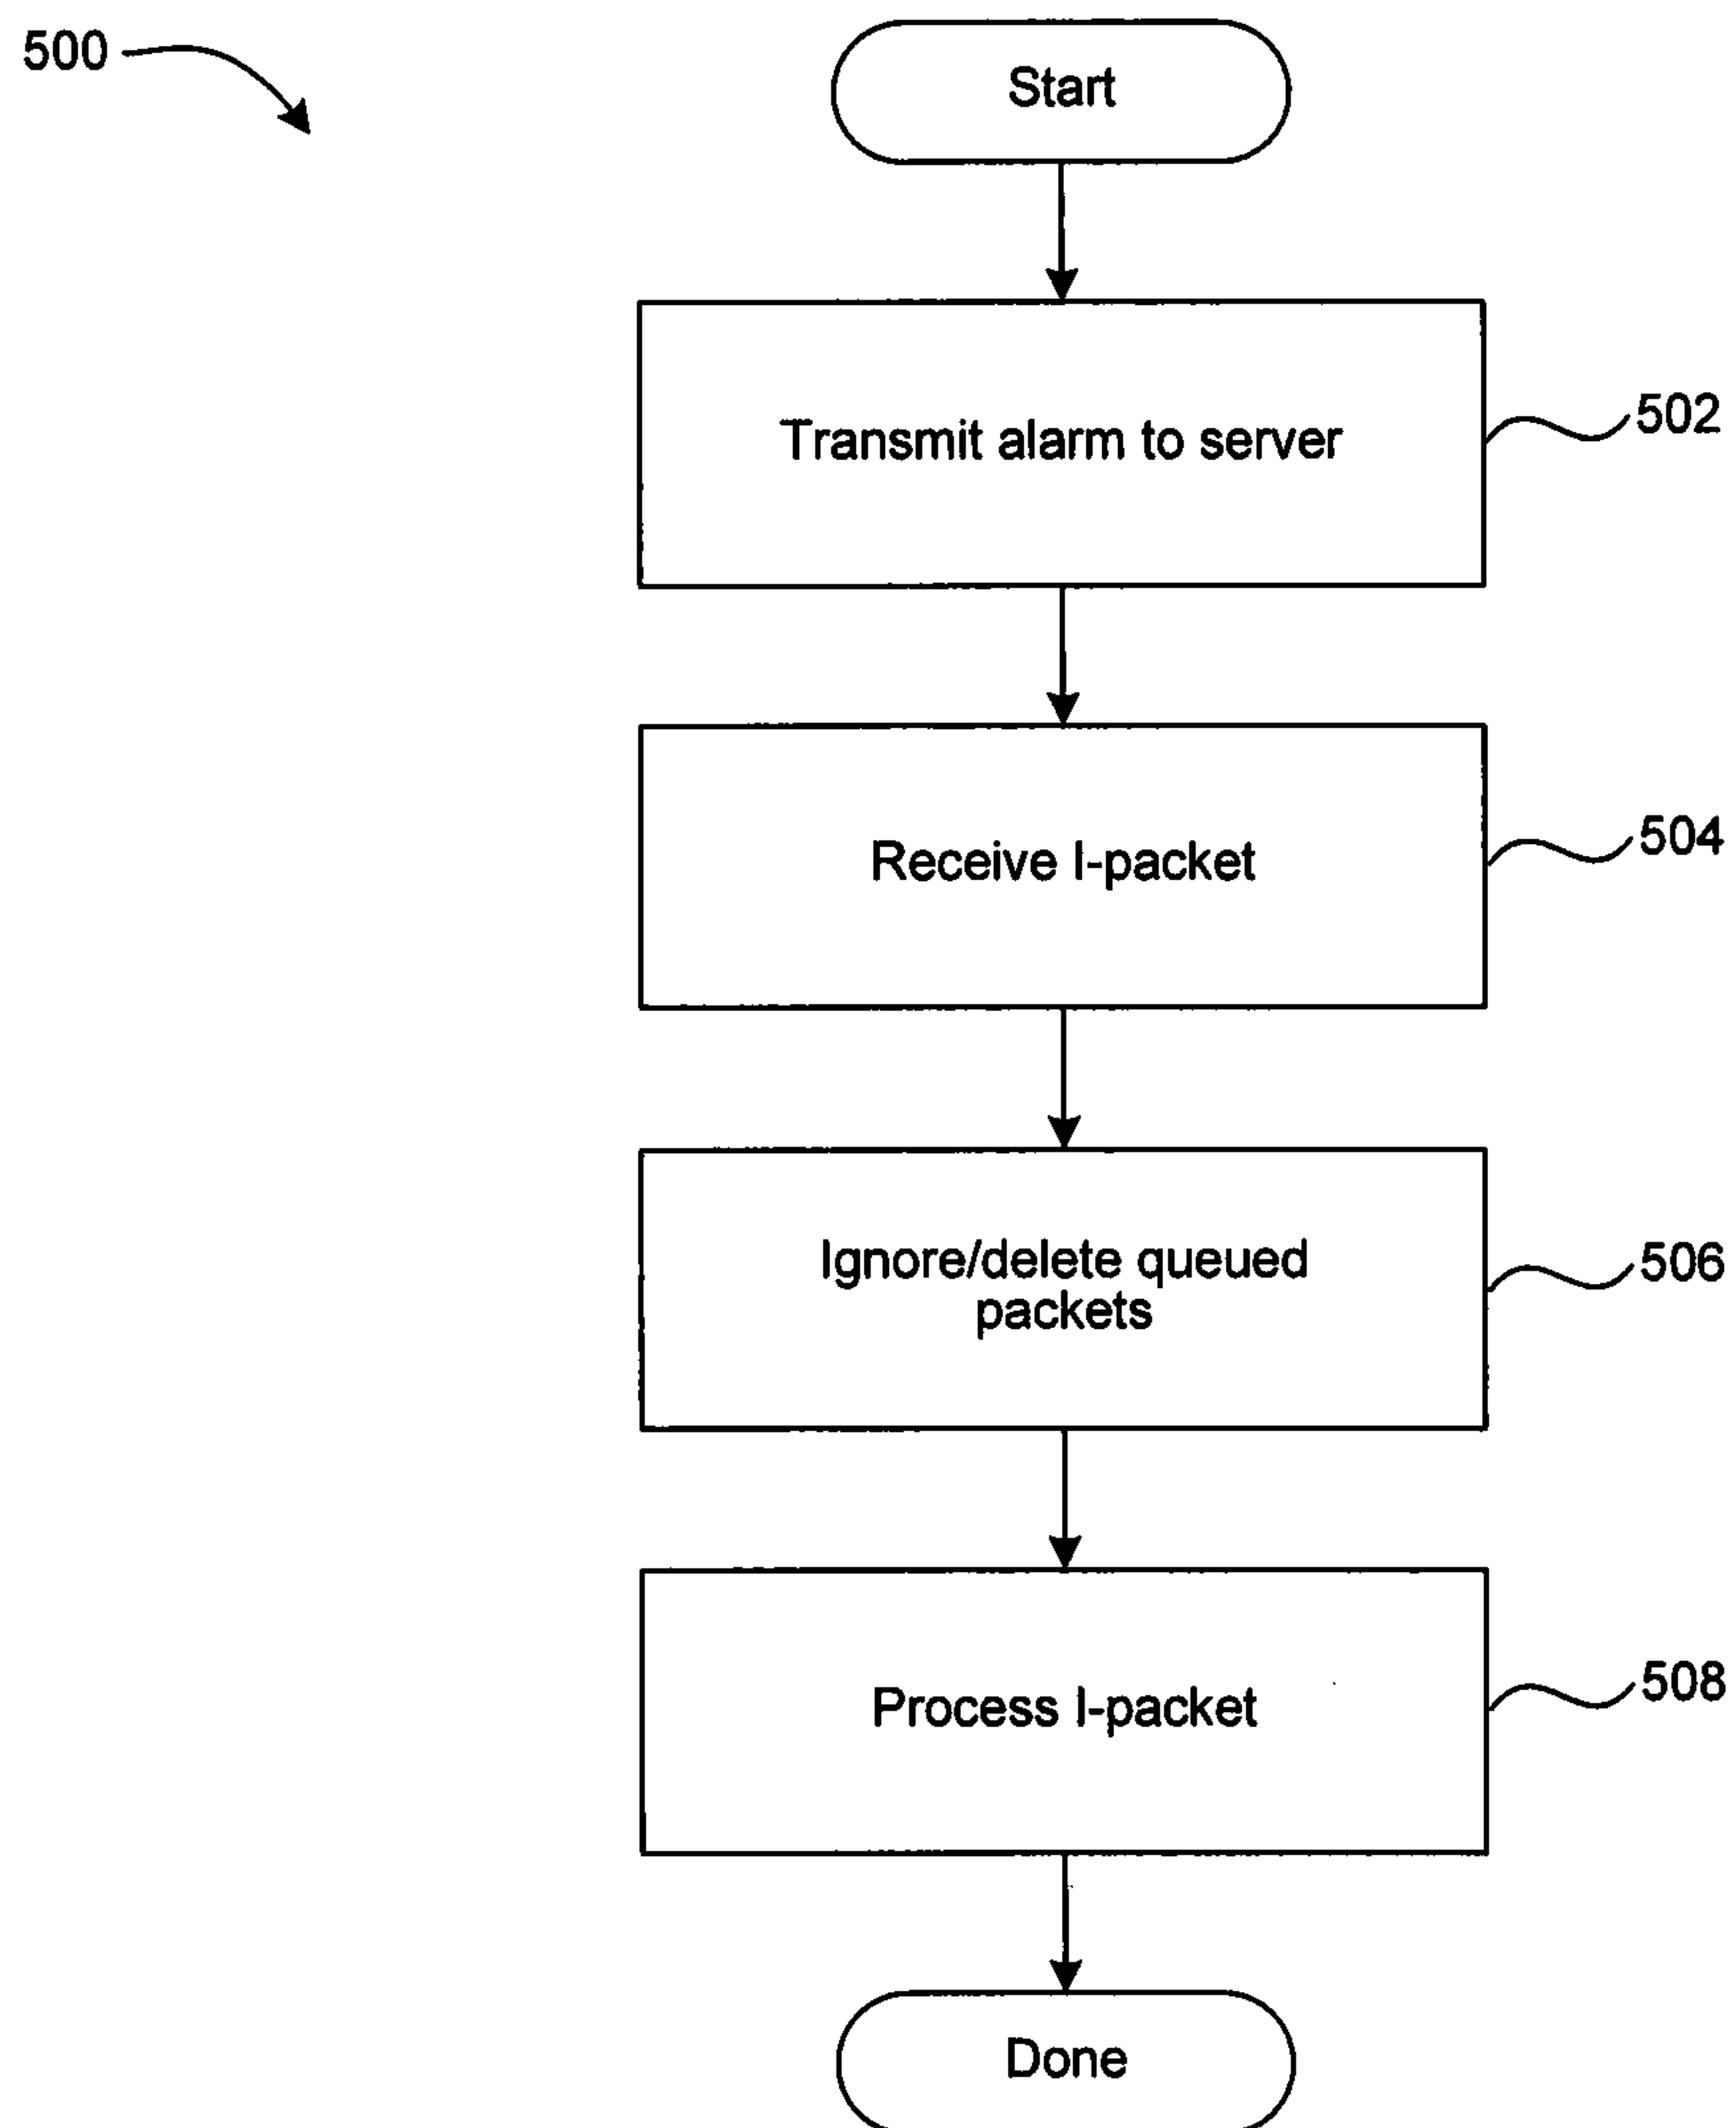 500
Start
Transmit alarm to server
502
Receive I-packet
504
Ignore/delete queued
packets
506
Process I-packet
508
Done